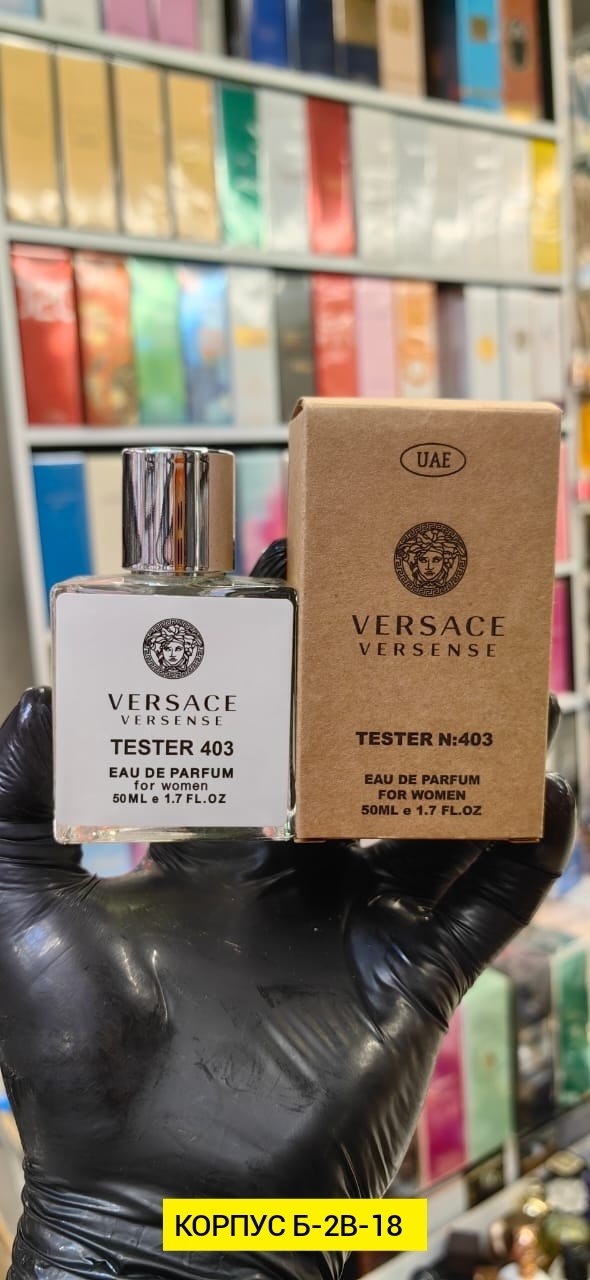 UAE
VERSACE
VERSENSE
TESTER N:403
EAU DE PARFUM
FOR WOMEN
50ML e 1.7 FL.OZ
VERSACE
VERSENSE
TESTER 403
EAU DE PARFUM
for women
50ML e 1.7 FL.OZ
КОРПУС Б-2В-18